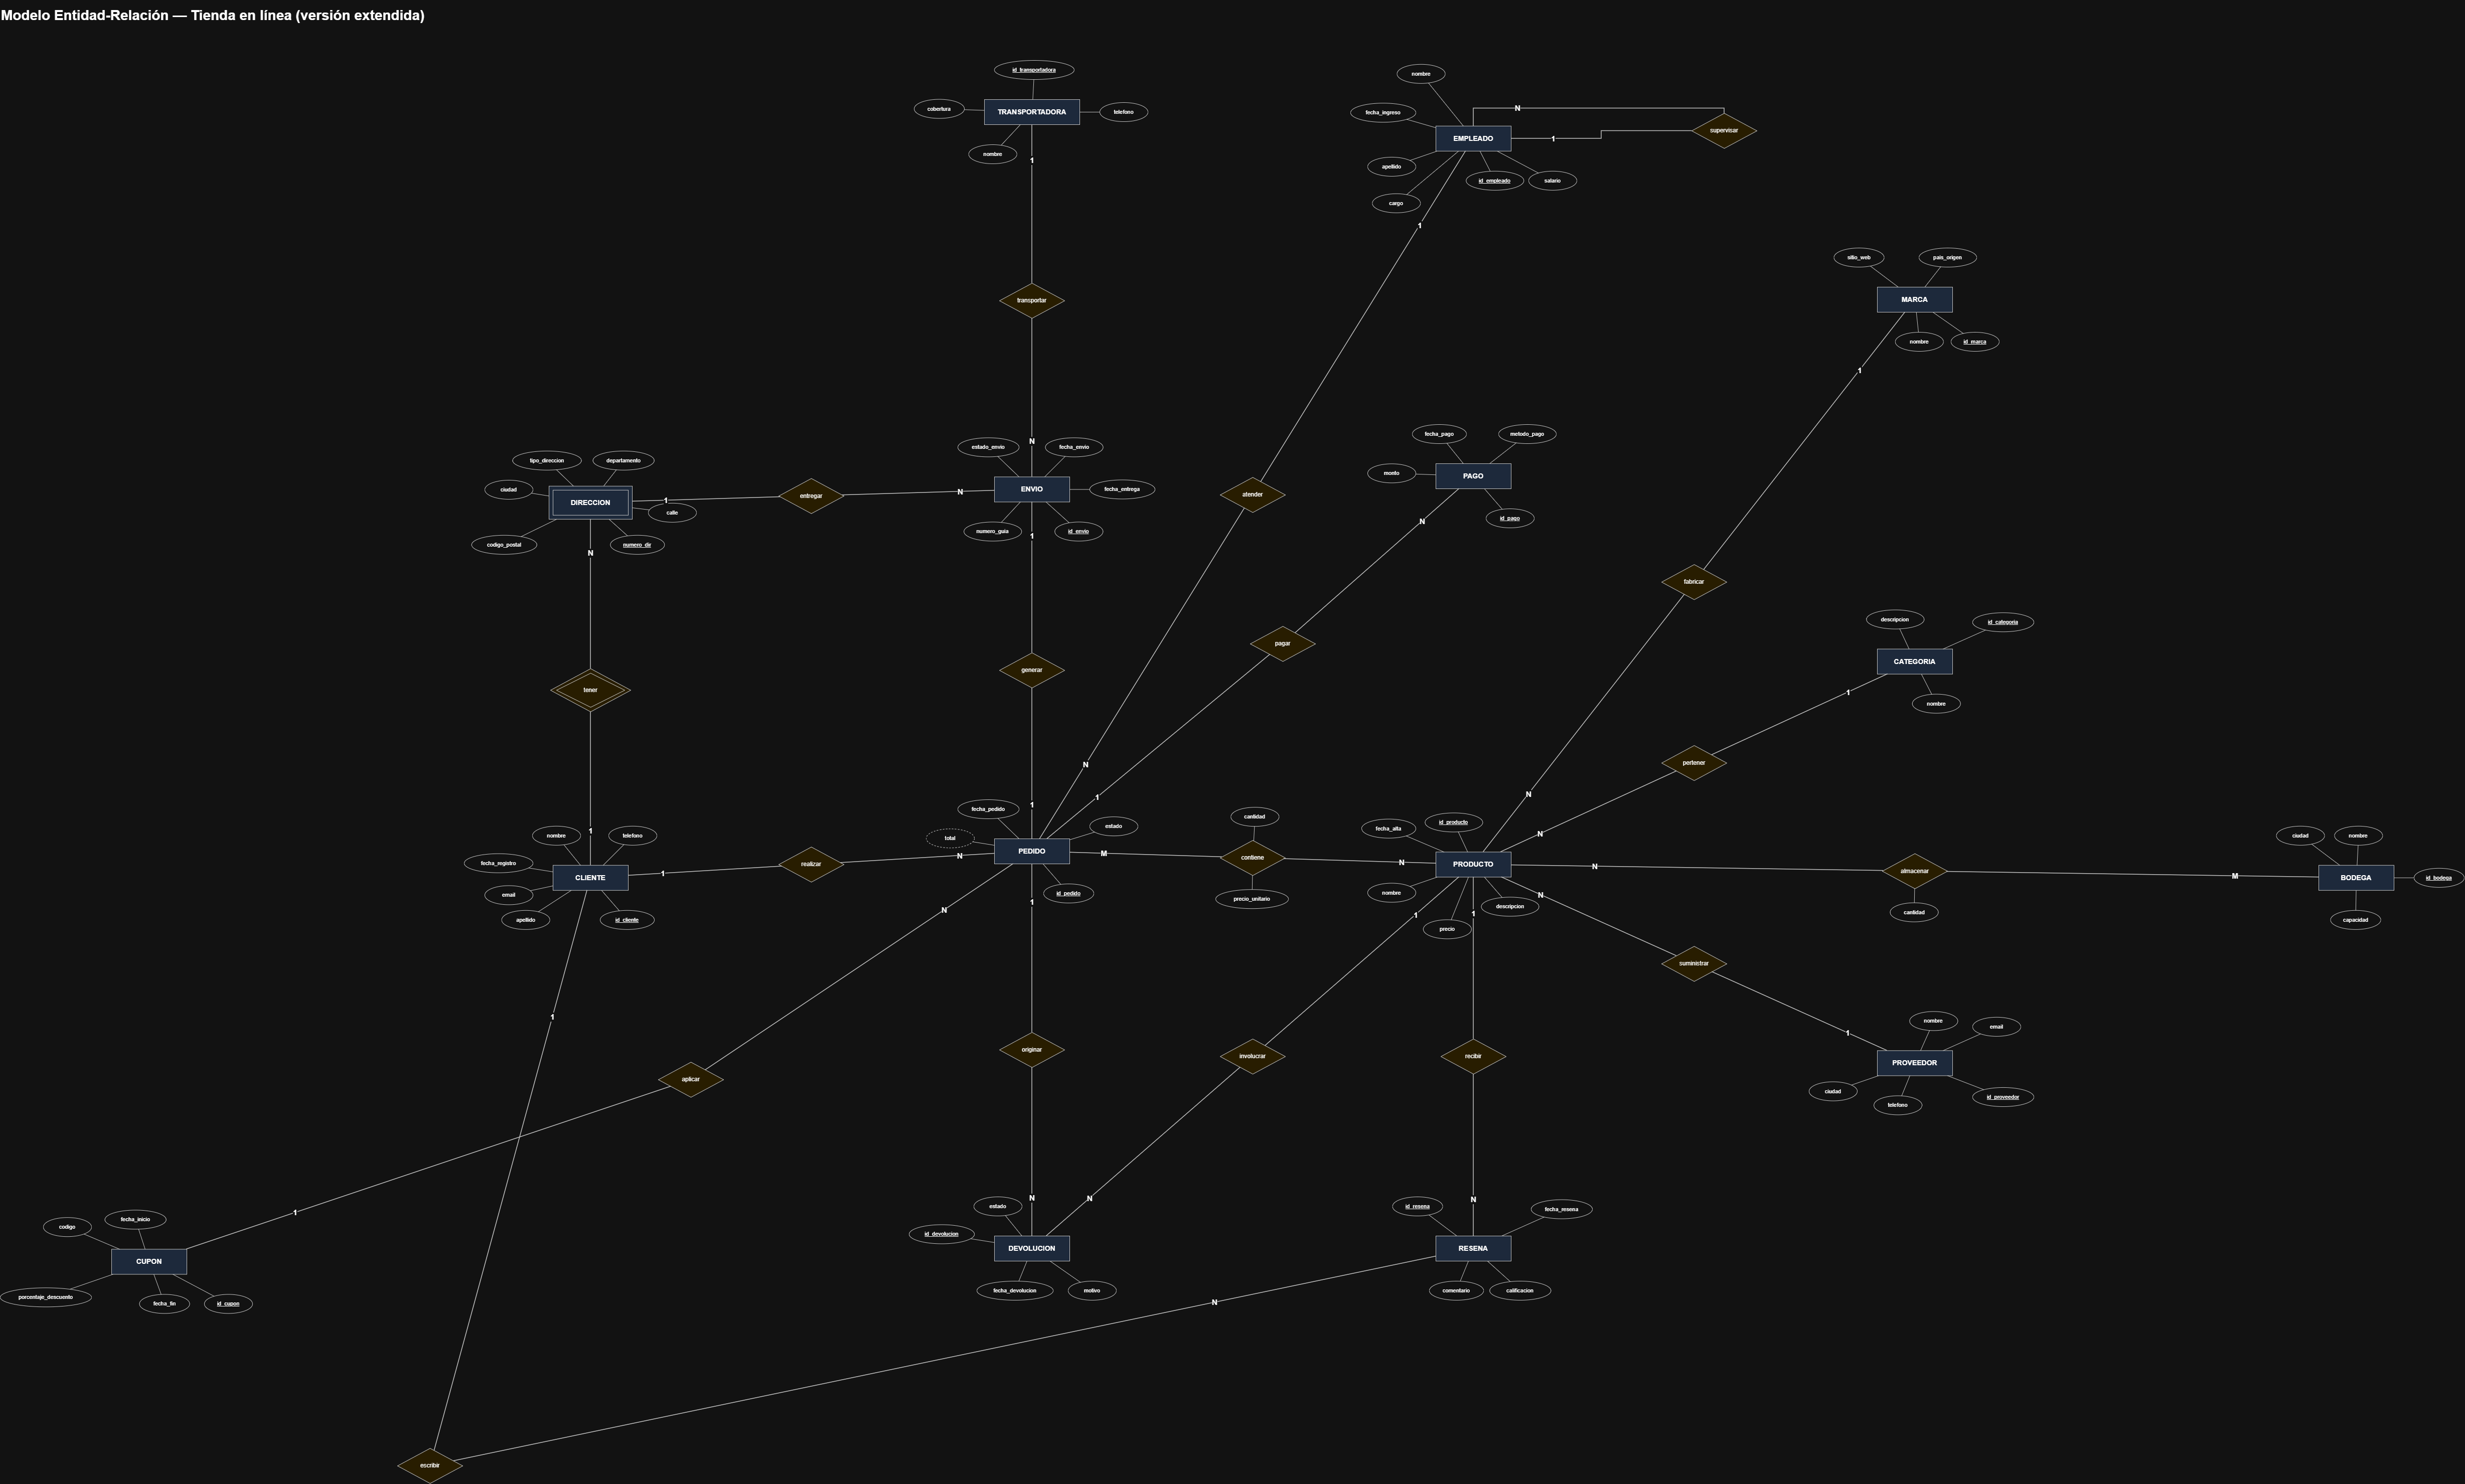 Modelo Entidad-Relación — Tienda en línea (versión extendida)
id_transportadora
cobertura
TRANSPORTADORA
telefono
nombre
1
transportar
N
nombre
fecha_ingreso
EMPLEADO
apellido
id_empleado
salario
cargo
N
1
supervisar
1
atender
N
sitio_web
pais_origen
MARCA
nombre
id_marca
1
fabricar
N
tipo_direccion
departamento
ciudad
DIRECCION
calle
codigo_postal
numero_dir
1
entregar
N
estado_envio
fecha_envio
ENVIO
fecha_entrega
numero_guia
id_envio
1
generar
1
fecha_pago
metodo_pago
monto
PAGO
id_pago
N
pagar
1
N
tener
1
descripcion
id_categoria
CATEGORIA
nombre
1
pertener
N
nombre
telefono
fecha_registro
CLIENTE
email
apellido
id_cliente
1
realizar
N
fecha_pedido
total
estado
PEDIDO
id_pedido
M
cantidad
contiene
precio_unitario
N
fecha_alta
id_producto
PRODUCTO
nombre
precio
descripcion
N
almacenar
cantidad
M
ciudad
nombre
BODEGA
id_bodega
capacidad
N
suministrar
1
nombre
email
PROVEEDOR
ciudad
telefono
id_proveedor
N
aplicar
1
codigo
fecha_inicio
CUPON
porcentaje_descuento
fecha_fin
id_cupon
1
originar
N
1
involucrar
N
estado
id_devolucion
DEVOLUCION
fecha_devolucion
motivo
1
recibir
N
id_resena
fecha_resena
RESENA
comentario
calificacion
1
escribir
N